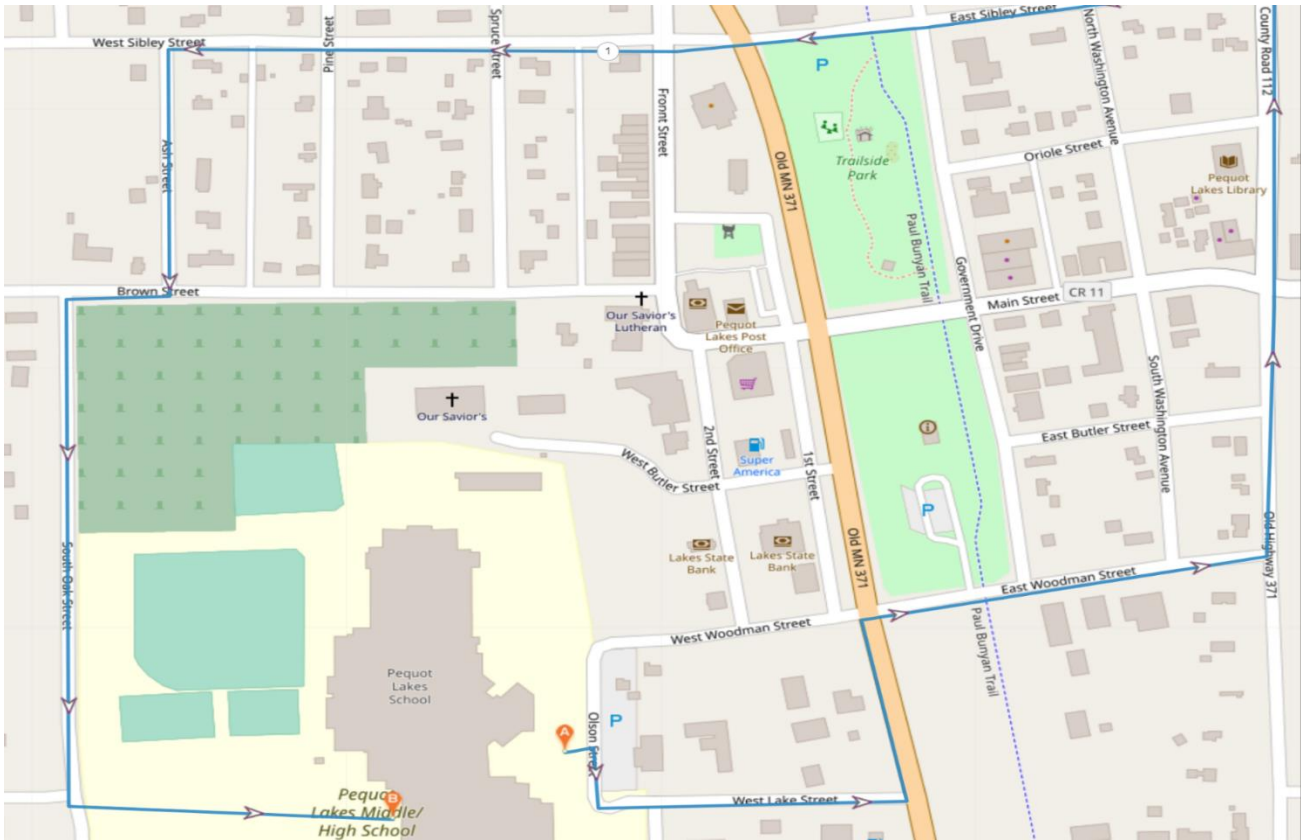 East Sibley Street
West Sibley Street
1
Pine Street
Spruce Street
Fronnt Street
North Washington Avenue
County Road 112
P
Old MN 371
Trailside
Park
Oriole Street
Pequot
Lakes Library
Ash Street
Paul Bunyan Trail
Government Drive
Brown Street
Our Savior's
Lutheran
Pequot
Lakes Post
Office
Main Street
CR 11
Our Savior's
South Washington Avenue
East Butler Street
2nd Street
1st Street
Super
America
West Butler Street
P
Lakes State
Bank
Lakes State
Bank
Old MN 371
Old Highway 371
South Oak Street
East Woodman Street
West Woodman Street
Paul Bunyan Trail
Pequot
Lakes
School
P
A
Olson Street
West Lake Street
B
Pequot
Lakes Middle/
High School